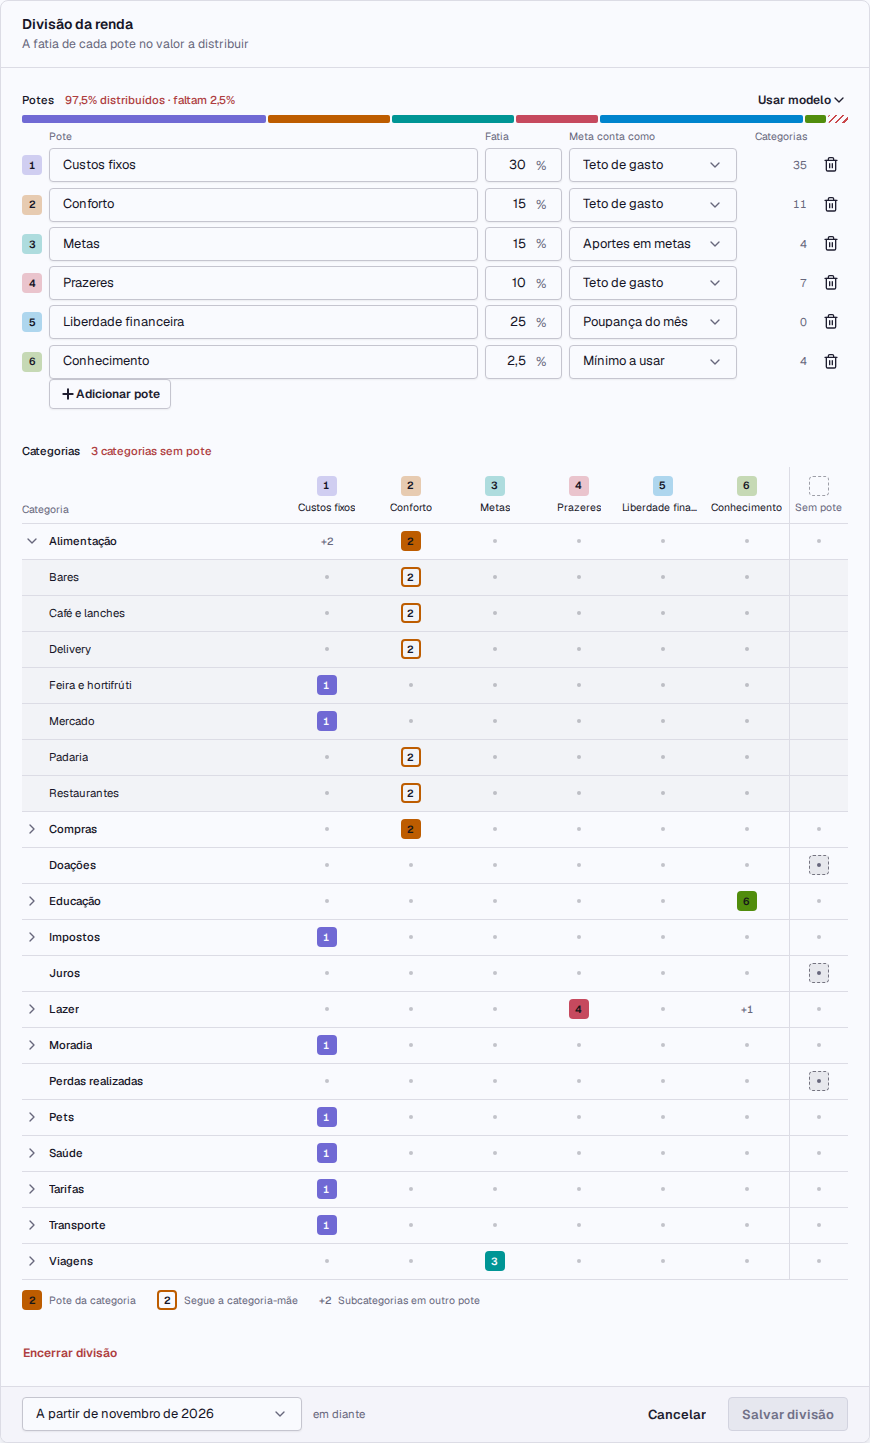 Divisão da renda
A fatia de cada pote no valor a distribuir
Potes 97,5% distribuídos · faltam 2,5% Usar modelo
Pote Fatia Meta conta como Categorias
1 Custos fixos 30 % Teto de gasto 35
2 Conforto 15 % Teto de gasto 11
3 Metas 15 % Aportes em metas 4
4 Prazeres 10 % Teto de gasto 7
5 Liberdade financeira 25 % Poupança do mês 0
6 Conhecimento 2,5 % Mínimo a usar 4
+ Adicionar pote
Categorias 3 categorias sem pote
1 2 3 4 5 6
Categoria Custos fixos Conforto Metas Prazeres Liberdade fina... Conhecimento Sem pote
Alimentação +2 2
Bares 2
Café e lanches 2
Delivery 2
Feira e hortifrúti 1
Mercado 1
Padaria 2
Restaurantes 2
Compras 2
Doações
Educação 6
Impostos 1
Juros
Lazer 4 +1
Moradia 1
Perdas realizadas
Pets 1
Saúde 1
Tarifas 1
Transporte 1
Viagens 3
2 Pote da categoria 2 Segue a categoria-mãe +2 Subcategorias em outro pote
Encerrar divisão
A partir de novembro de 2026 em diante Cancelar Salvar divisão